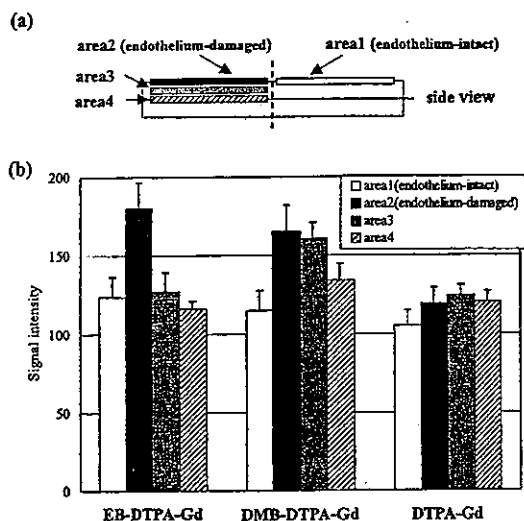 (a)
area2 (endothelium-damaged)
area1 (endothelium-intact)
area3
area4
side view
(b)
200
150
100
50
0
Signal intensity
area1(endothelium-intact)
area2(endothelium-damaged)
area3
area4
EB-DTPA-Gd
DMB-DTPA-Gd
DTPA-Gd